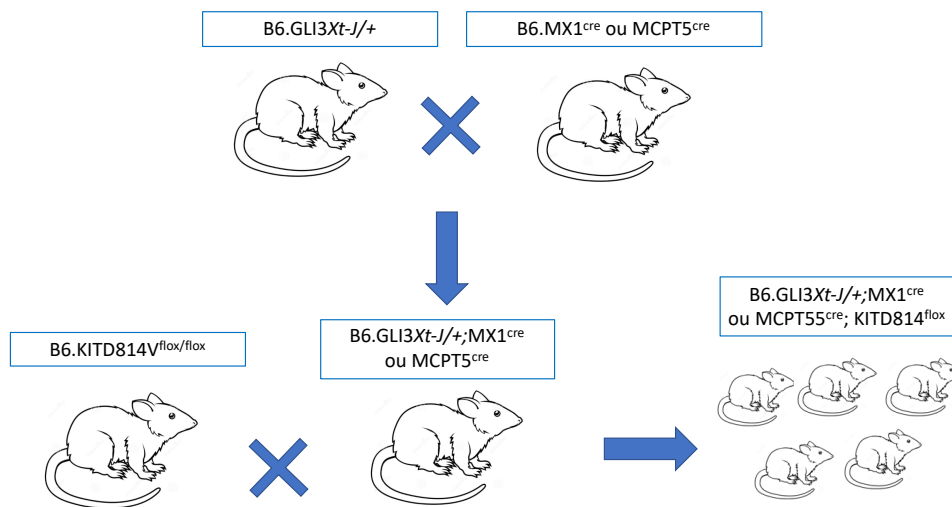 B6.GLI3Xt-J/+
B6.MX1cre ou MCPT5cre
B6.GLI3Xt-J/+;MX1cre
ou MCPT55cre; KITD814flox
B6.KITD814Vflox/flox
B6.GLI3Xt-J/+;MX1cre
ou MCPT5cre